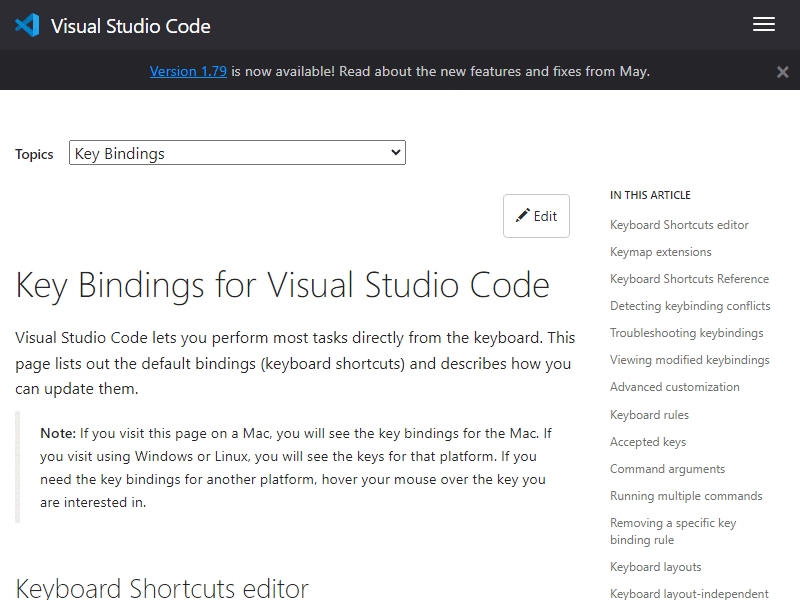 Visual Studio Code
Version 1.79 is now available! Read about the new features and fixes from May.
Topics
Key Bindings
Edit
Key Bindings for Visual Studio Code
Visual Studio Code lets you perform most tasks directly from the keyboard. This
page lists out the default bindings (keyboard shortcuts) and describes how you
can update them.
Note: If you visit this page on a Mac, you will see the key bindings for the Mac. If
you visit using Windows or Linux, you will see the keys for that platform. If you
need the key bindings for another platform, hover your mouse over the key you
are interested in.
Keyboard Shortcuts editor
IN THIS ARTICLE
Keyboard Shortcuts editor
Keymap extensions
Keyboard Shortcuts Reference
Detecting keybinding conflicts
Troubleshooting keybindings
Viewing modified keybindings
Advanced customization
Keyboard rules
Accepted keys
Command arguments
Running multiple commands
Removing a specific key
binding rule
Keyboard layouts
Keyboard layout-independent